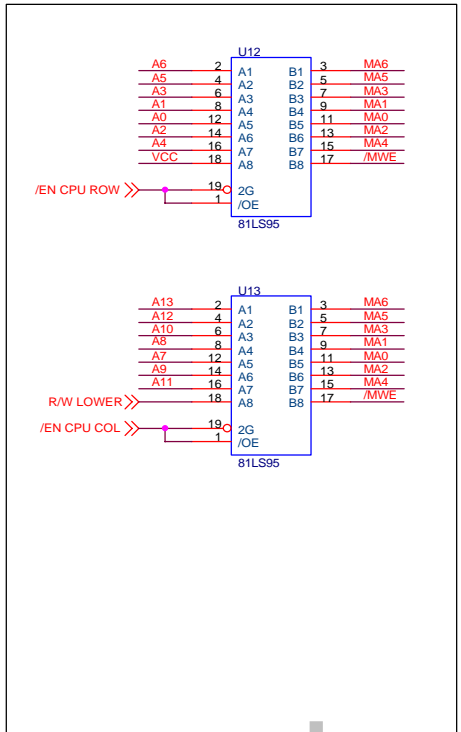 U12
A6 2 A1 B1 3 MA6
A5 4 A2 B2 5 MA5
A3 6 A3 B3 7 MA3
A1 8 A4 B4 9 MA1
A0 12 A5 B5 11 MA0
A2 14 A6 B6 13 MA2
A4 16 A7 B7 15 MA4
VCC 18 A8 B8 17 /MWE
/EN CPU ROW 19 2G
1 /OE
81LS95
U13
A13 2 A1 B1 3 MA6
A12 4 A2 B2 5 MA5
A10 6 A3 B3 7 MA3
A8 8 A4 B4 9 MA1
A7 12 A5 B5 11 MA0
A9 14 A6 B6 13 MA2
A11 16 A7 B7 15 MA4
R/W LOWER 18 A8 B8 17 /MWE
/EN CPU COL 19 2G
1 /OE
81LS95